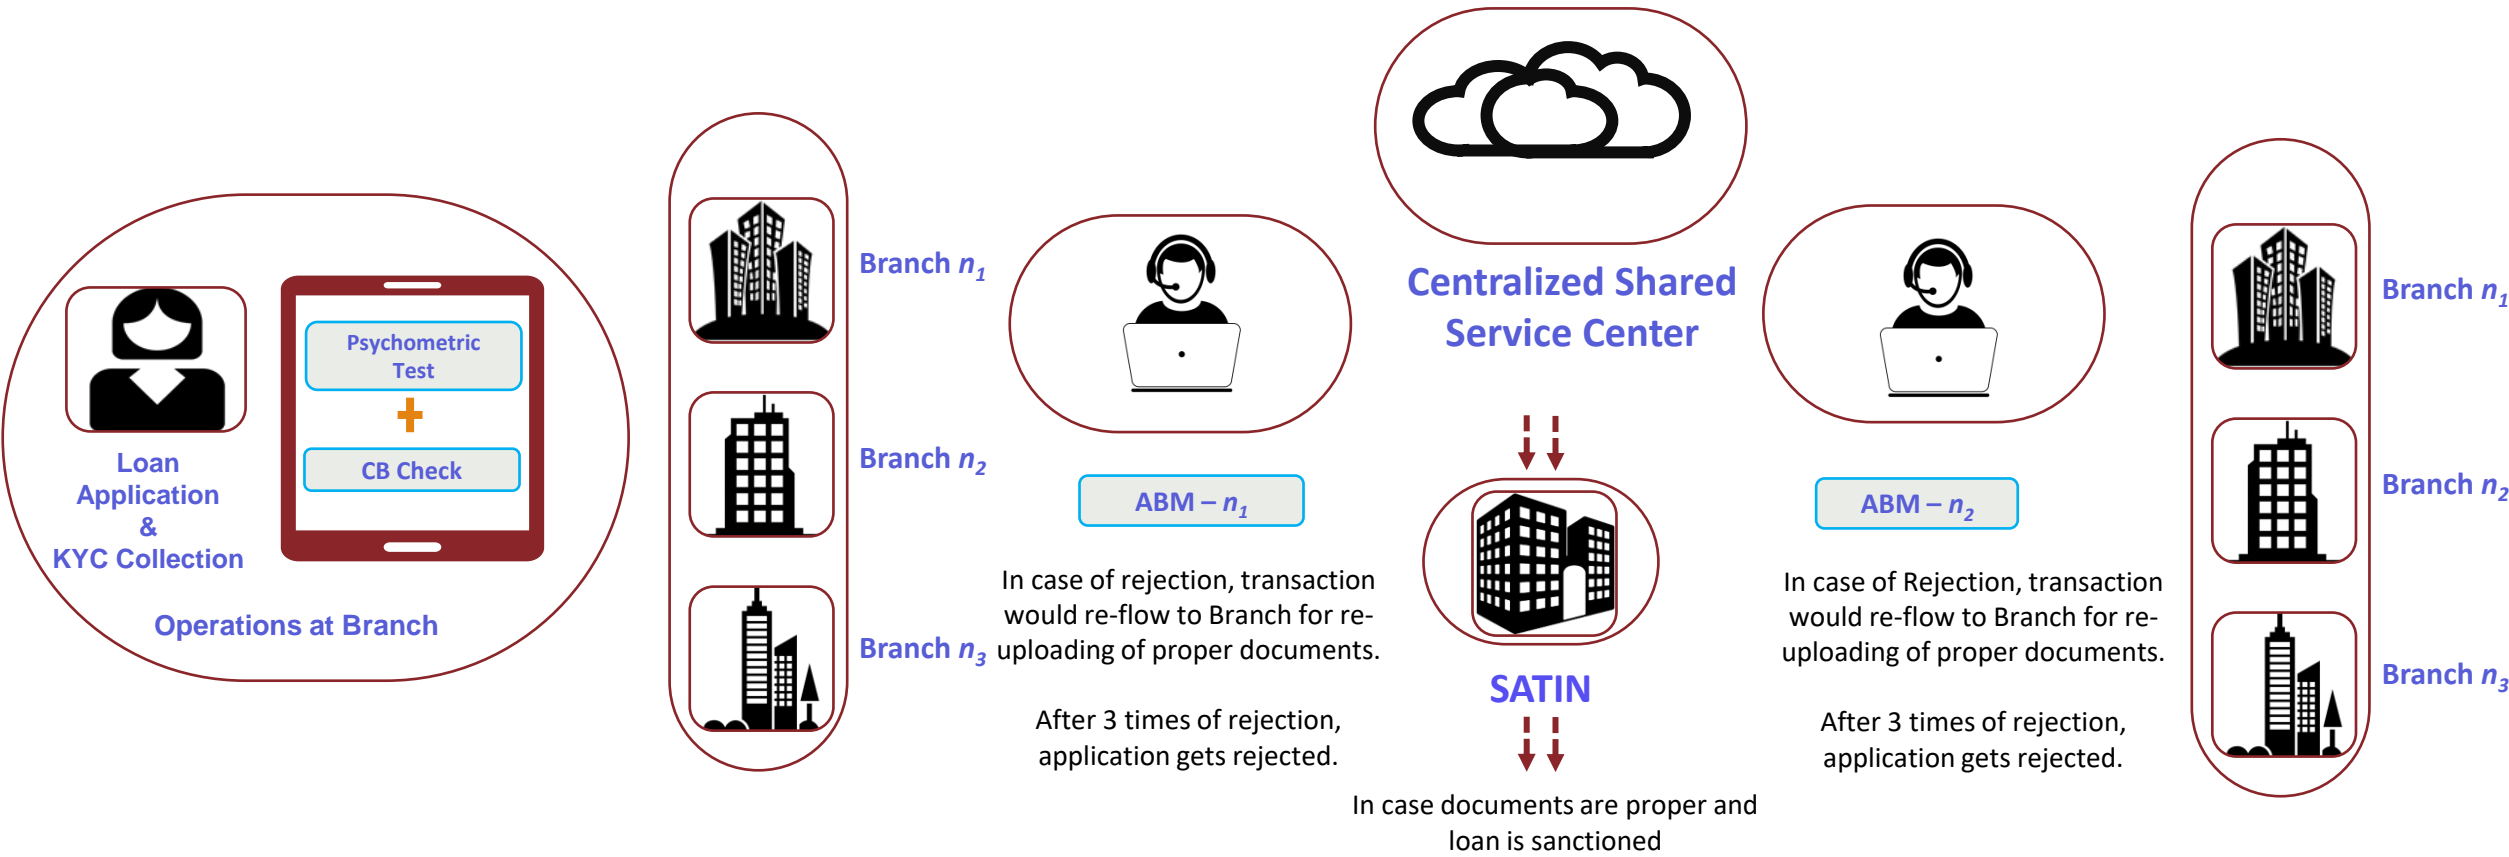 Psychometric
Test
CB Check
Loan
Application
&
KYC Collection
Operations at Branch
Branch n1
Branch n2
Branch n3
ABM – n1
In case of rejection, transaction
would re-flow to Branch for re-
uploading of proper documents.
After 3 times of rejection,
application gets rejected.
Centralized Shared
Service Center
SATIN
In case documents are proper and
loan is sanctioned
ABM – n2
In case of Rejection, transaction
would re-flow to Branch for re-
uploading of proper documents.
After 3 times of rejection,
application gets rejected.
Branch n1
Branch n2
Branch n3